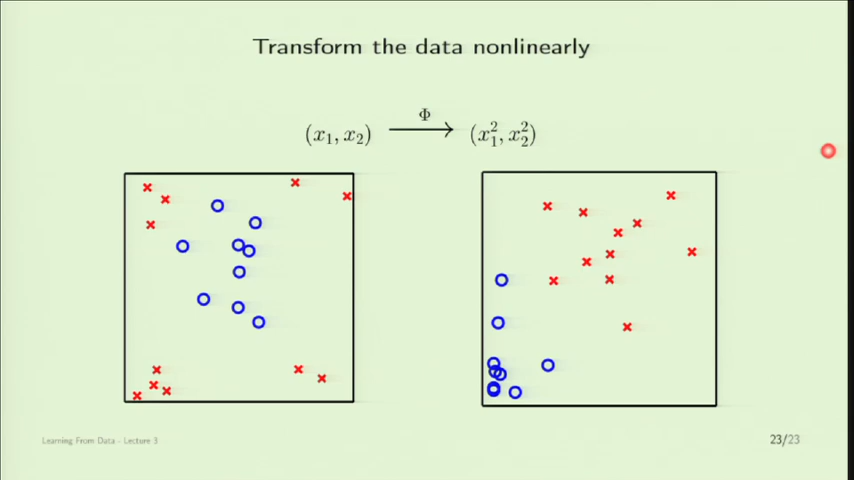 Transform the data nonlinearly
Φ
(x₁, x₂) ⟶ (x₁², x₂²)
Learning From Data - Lecture 3
23/23